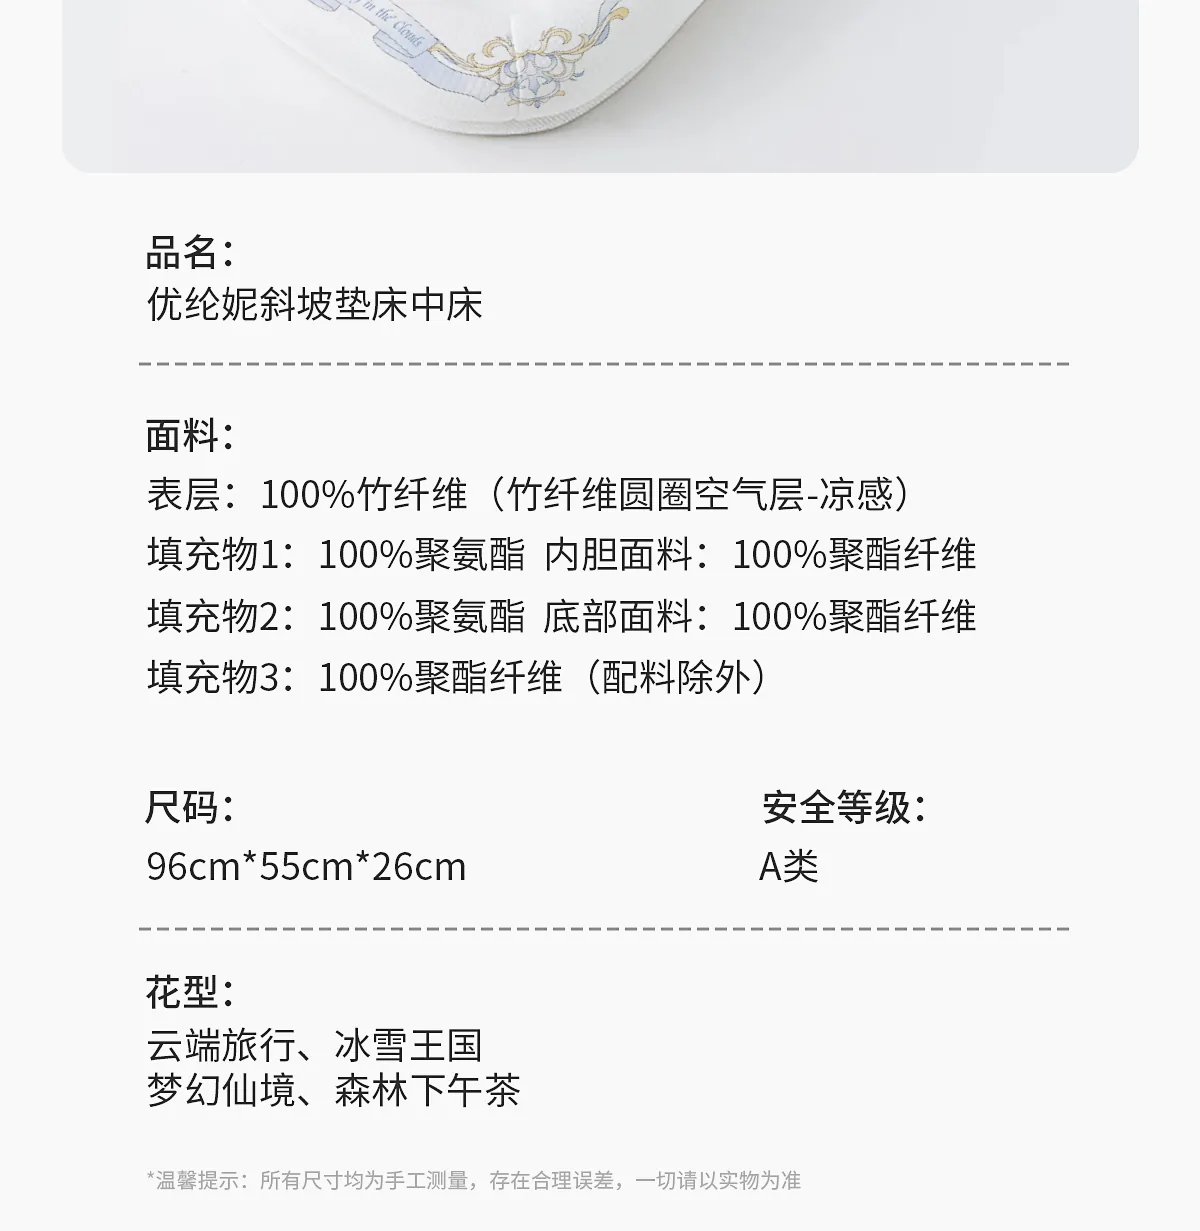 in the Clouds
品名：
优纶妮斜坡垫床中床
面料：
表层：100%竹纤维（竹纤维圆圈空气层-凉感）
填充物1：100%聚氨酯 内胆面料：100%聚酯纤维
填充物2：100%聚氨酯 底部面料：100%聚酯纤维
填充物3：100%聚酯纤维（配料除外）
尺码：
安全等级：
96cm*55cm*26cm
A类
花型：
云端旅行、冰雪王国
梦幻仙境、森林下午茶
*温馨提示：所有尺寸均为手工测量，存在合理误差，一切请以实物为准